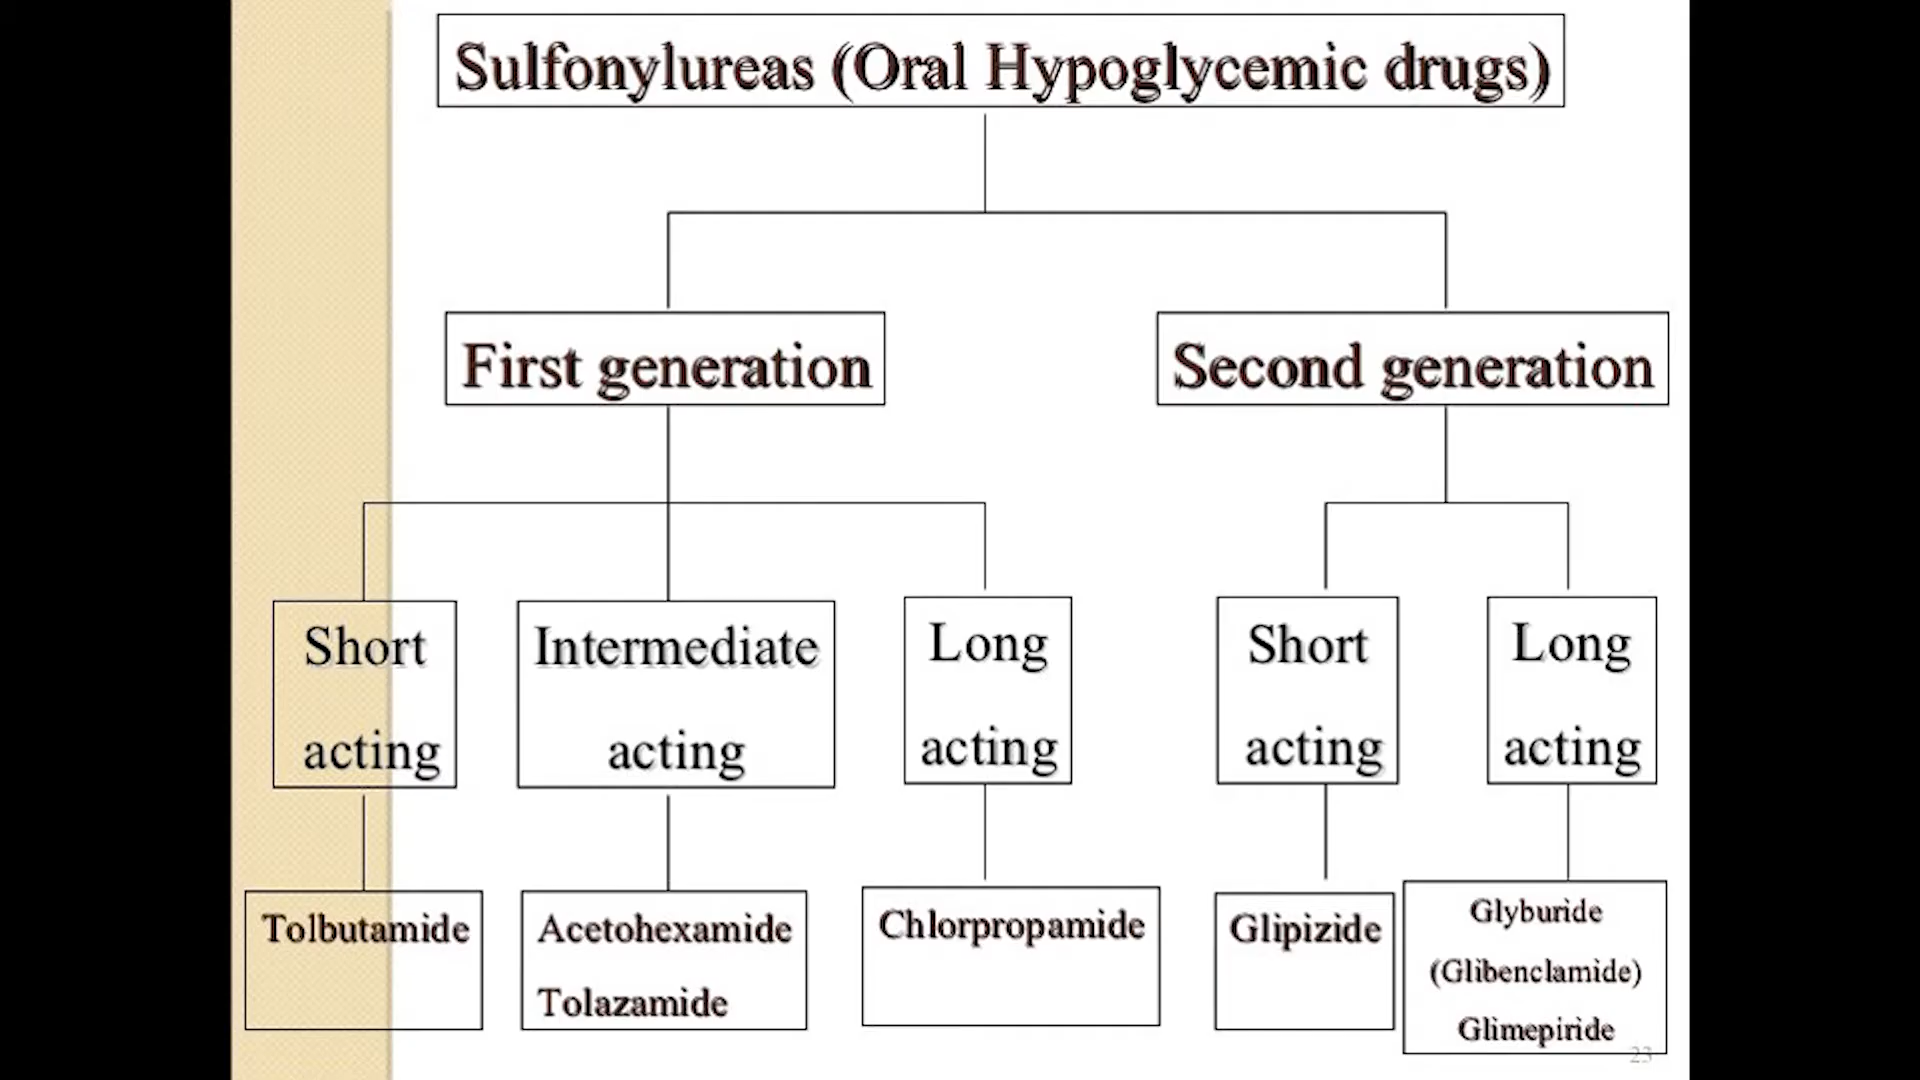 Sulfonylureas (Oral Hypoglycemic drugs)
First generation
Second generation
Short
acting
Intermediate
acting
Long
acting
Short
acting
Long
acting
Tolbutamide
Acetohexamide
Tolazamide
Chlorpropamide
Glipizide
Glyburide
(Glibenclamide)
Glimepiride
23